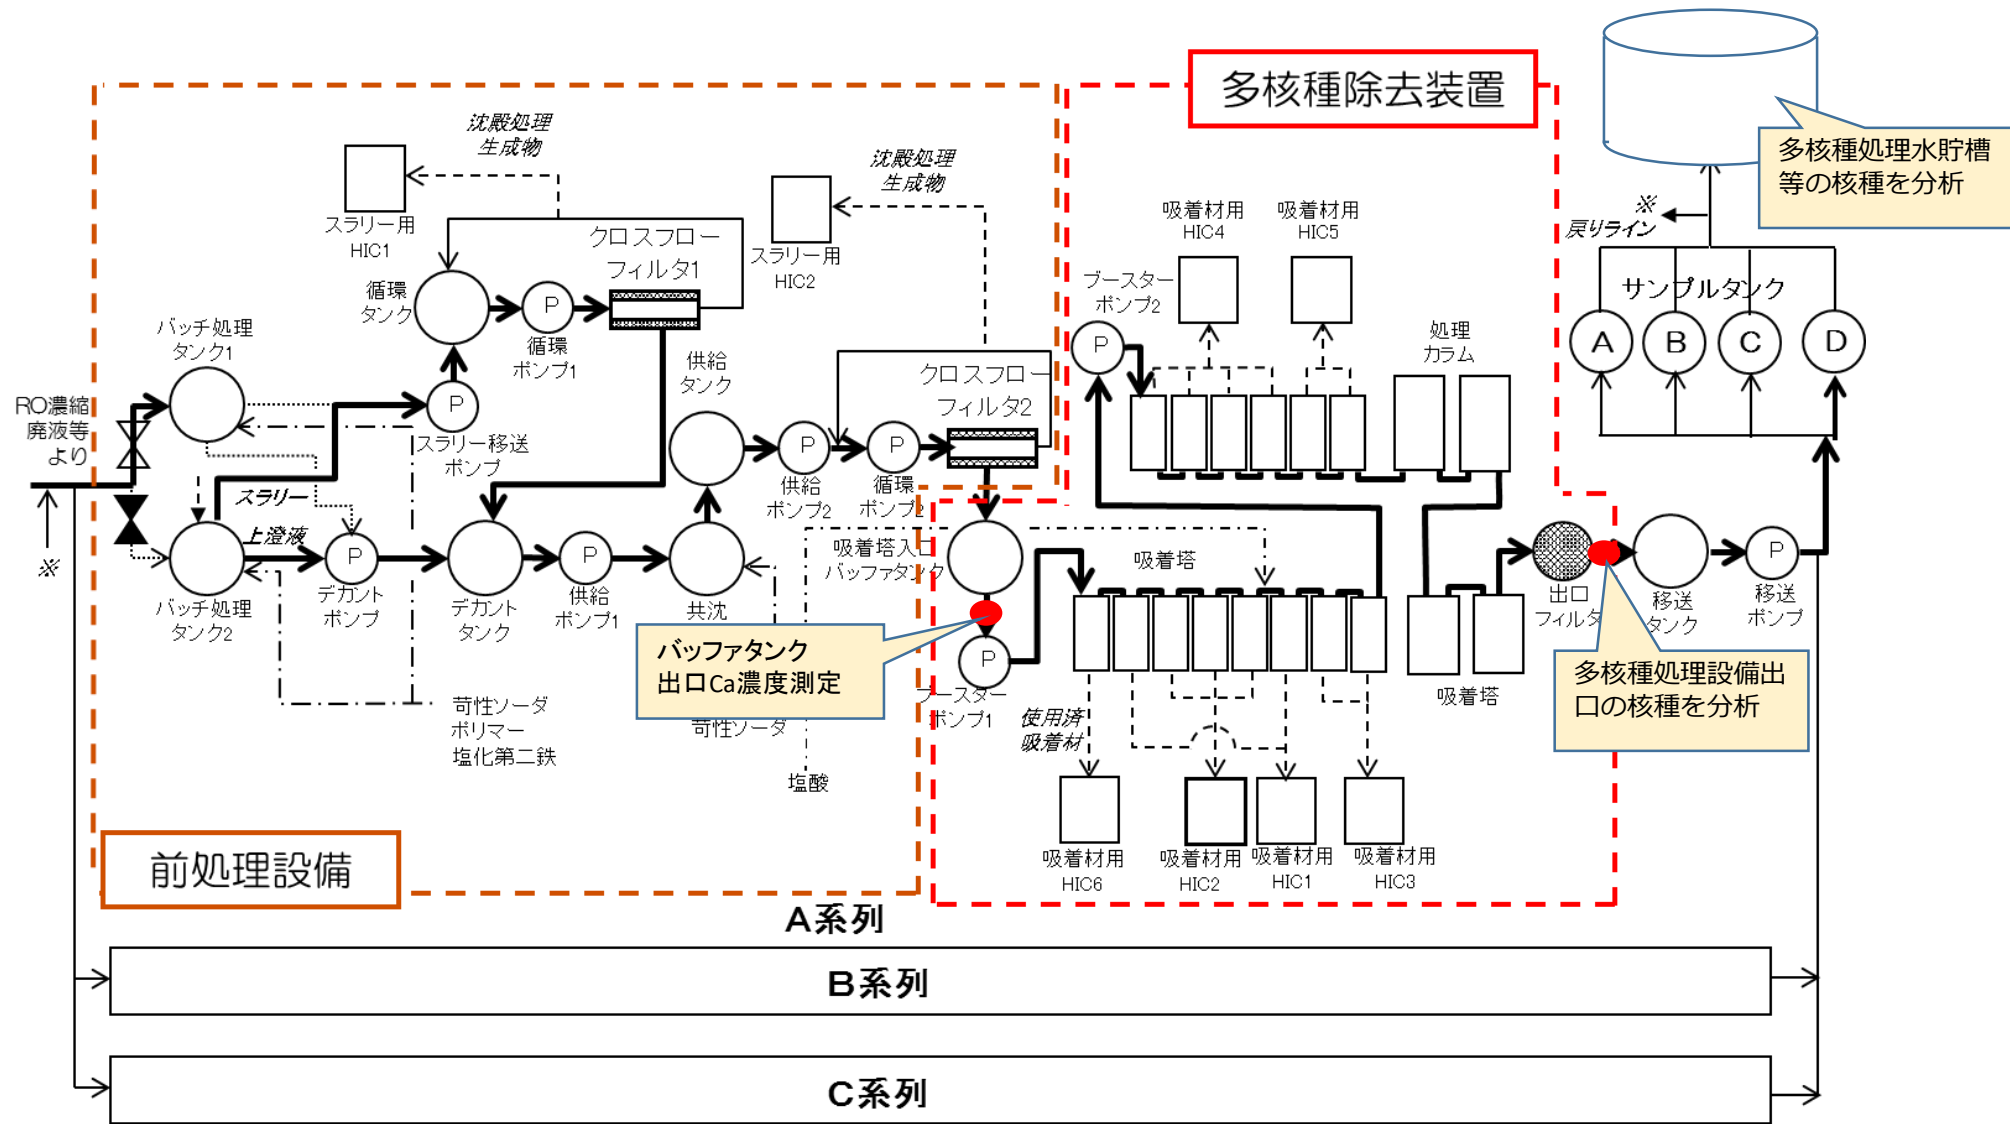 多核種除去装置
多核種処理水貯槽
等の核種を分析
沈殿処理
生成物
沈殿処理
生成物
スラリー用
HIC1
スラリー用
HIC2
クロスフロー
フィルタ1
循環
タンク
P
循環
ポンプ1
バッチ処理
タンク1
RO濃縮
廃液等
より
P
スラリー移送
ポンプ
供給
タンク
クロスフロー
フィルタ2
P
供給
ポンプ2
P
循環
ポンプ2
吸着材用
HIC4
吸着材用
HIC5
ブースター
ポンプ2
P
処理
カラム
※
戻りライン
サンプルタンク
A
B
C
D
スラリー
上澄液
※
バッチ処理
タンク2
P
デカント
ポンプ
デカント
タンク
P
供給
ポンプ1
共沈
吸着塔入口
バッファタンク
吸着塔
出口
フィルタ
移送
タンク
P
移送
ポンプ
バッファタンク
出口Ca濃度測定
P
ブースター
ポンプ1
使用済
吸着材
吸着塔
多核種処理設備出
口の核種を分析
苛性ソーダ
ポリマー
塩化第二鉄
苛性ソーダ
塩酸
吸着材用
HIC6
吸着材用
HIC2
吸着材用
HIC1
吸着材用
HIC3
前処理設備
A系列
B系列
C系列